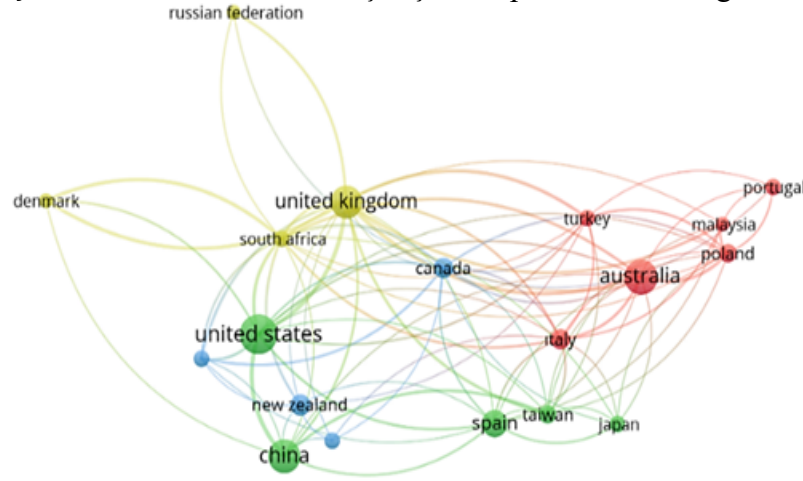 russian federation
denmark
united kingdom
south africa
turkey
portugal
malaysia
poland
canada
australia
united states
italy
new zealand
spain
taiwan
japan
china